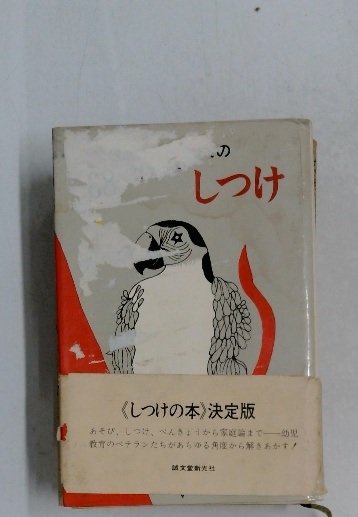 の
しつけ
《しつけの本》決定版
あそび、しつけ、べんきょうから家庭論まで——幼児
教育のベテランたちがあらゆる角度から解きあかす！
誠文堂新光社